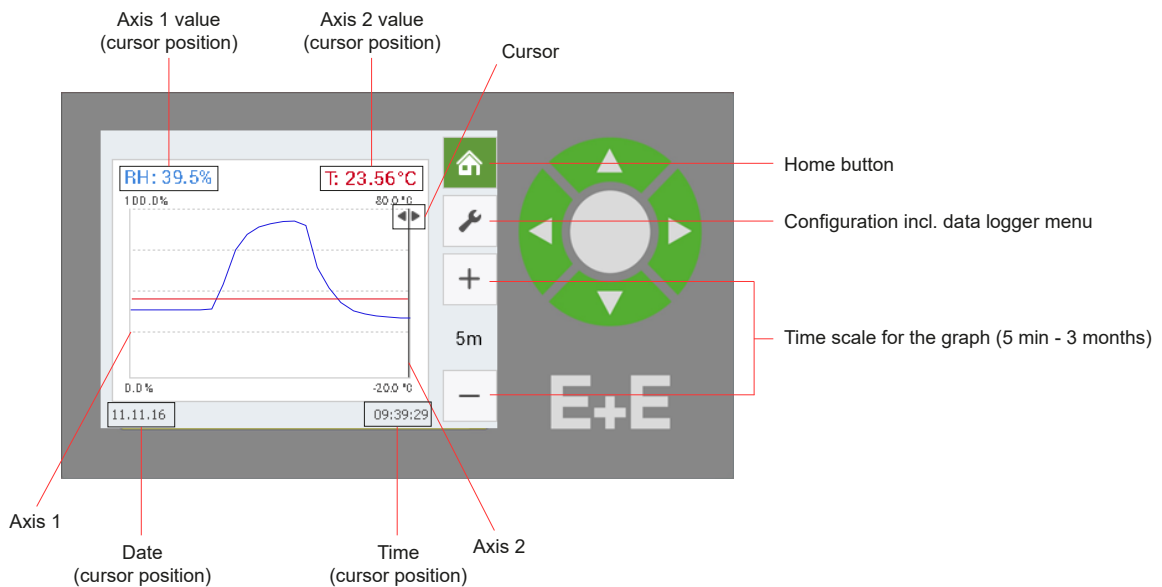 Axis 1 value
(cursor position)
Axis 2 value
(cursor position)
Cursor
RH: 39.5%
T: 23.56°C
100.0%
80.0 °C
Home button
Configuration incl. data logger menu
5m
Time scale for the graph (5 min - 3 months)
0.0 %
-20.0 °C
11.11.16
09:39:29
E+E
Axis 1
Date
(cursor position)
Time
(cursor position)
Axis 2